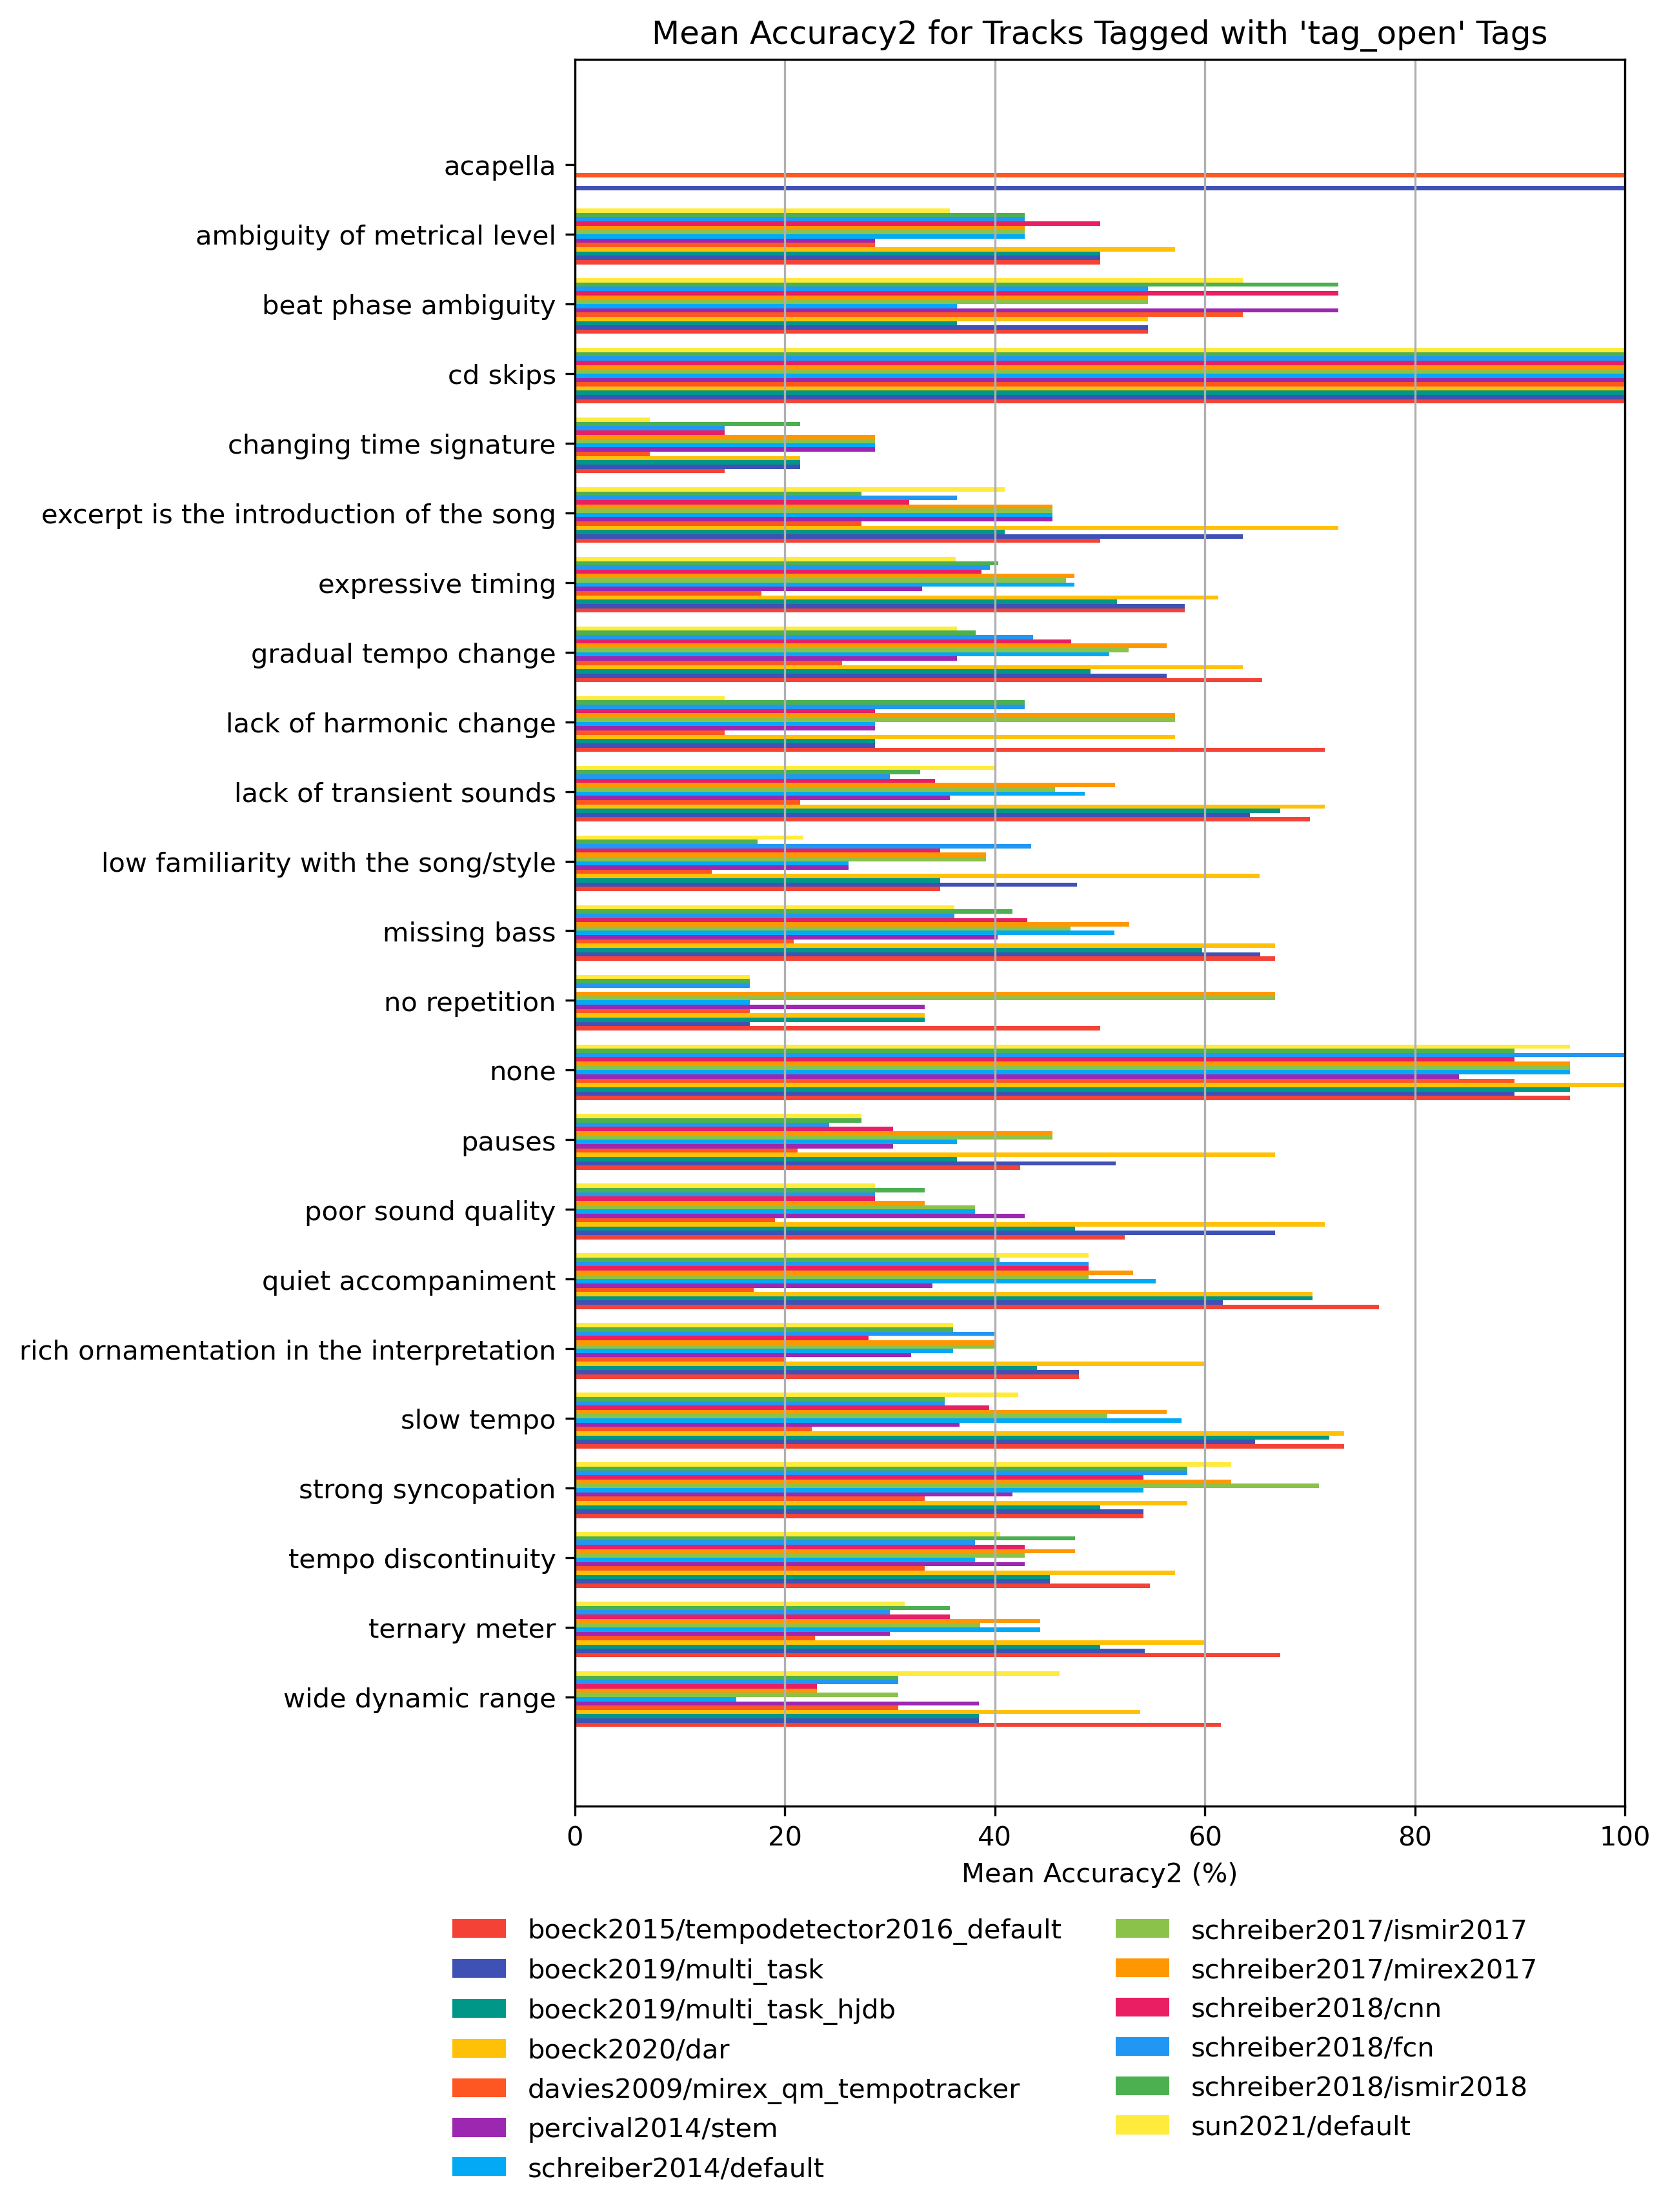 Mean Accuracy2 for Tracks Tagged with 'tag_open' Tags
acapella
ambiguity of metrical level
beat phase ambiguity
cd skips
changing time signature
excerpt is the introduction of the song
expressive timing
gradual tempo change
lack of harmonic change
lack of transient sounds
low familiarity with the song/style
missing bass
no repetition
none
pauses
poor sound quality
quiet accompaniment
rich ornamentation in the interpretation
slow tempo
strong syncopation
tempo discontinuity
ternary meter
wide dynamic range
0 20 40 60 80 100
Mean Accuracy2 (%)
boeck2015/tempodetector2016_default
boeck2019/multi_task
boeck2019/multi_task_hjdb
boeck2020/dar
davies2009/mirex_qm_tempotracker
percival2014/stem
schreiber2014/default
schreiber2017/ismir2017
schreiber2017/mirex2017
schreiber2018/cnn
schreiber2018/fcn
schreiber2018/ismir2018
sun2021/default